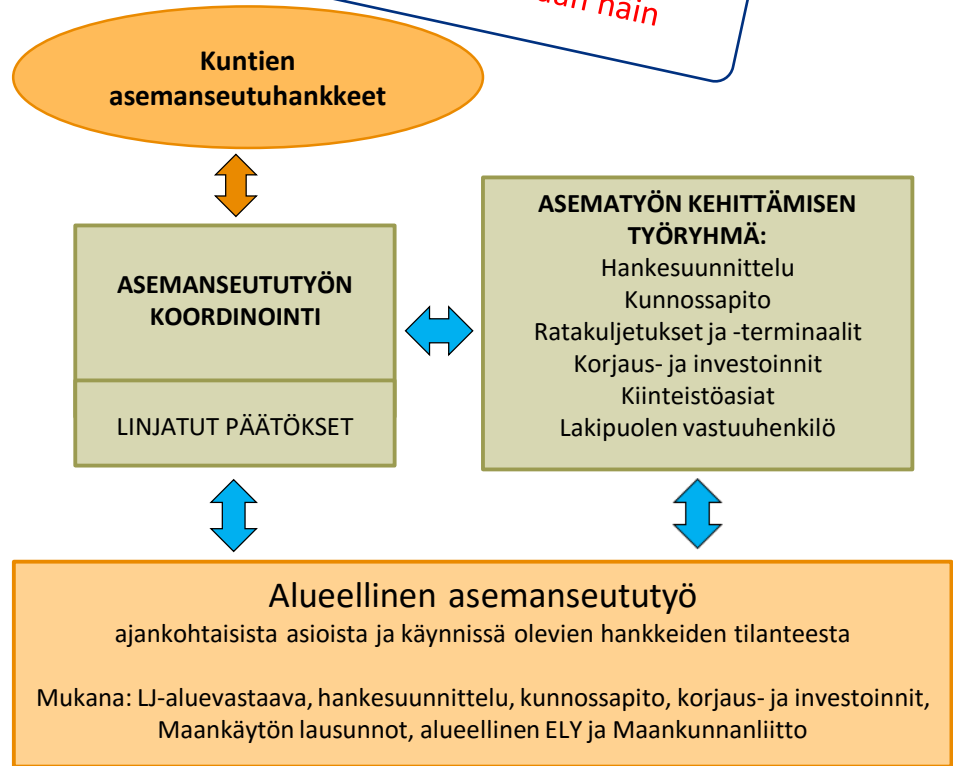 näin
Kuntien
asemanseutuhankkeet
ASEMANSEUTUTYÖN
KOORDINOINTI
LINJATUT PÄÄTÖKSET
ASEMATYÖN KEHITTÄMISEN
TYÖRYHMÄ:
Hankesuunnittelu
Kunnossapito
Ratakuljetukset ja -terminaalit
Korjaus- ja investoinnit
Kiinteistöasiat
Lakipuolen vastuuhenkilö
Alueellinen asemanseututyö
ajankohtaisista asioista ja käynnissä olevien hankkeiden tilanteesta
Mukana: LJ-aluevastaava, hankesuunnittelu, kunnossapito, korjaus- ja investoinnit,
Maankäytön lausunnot, alueellinen ELY ja Maankunnanliitto